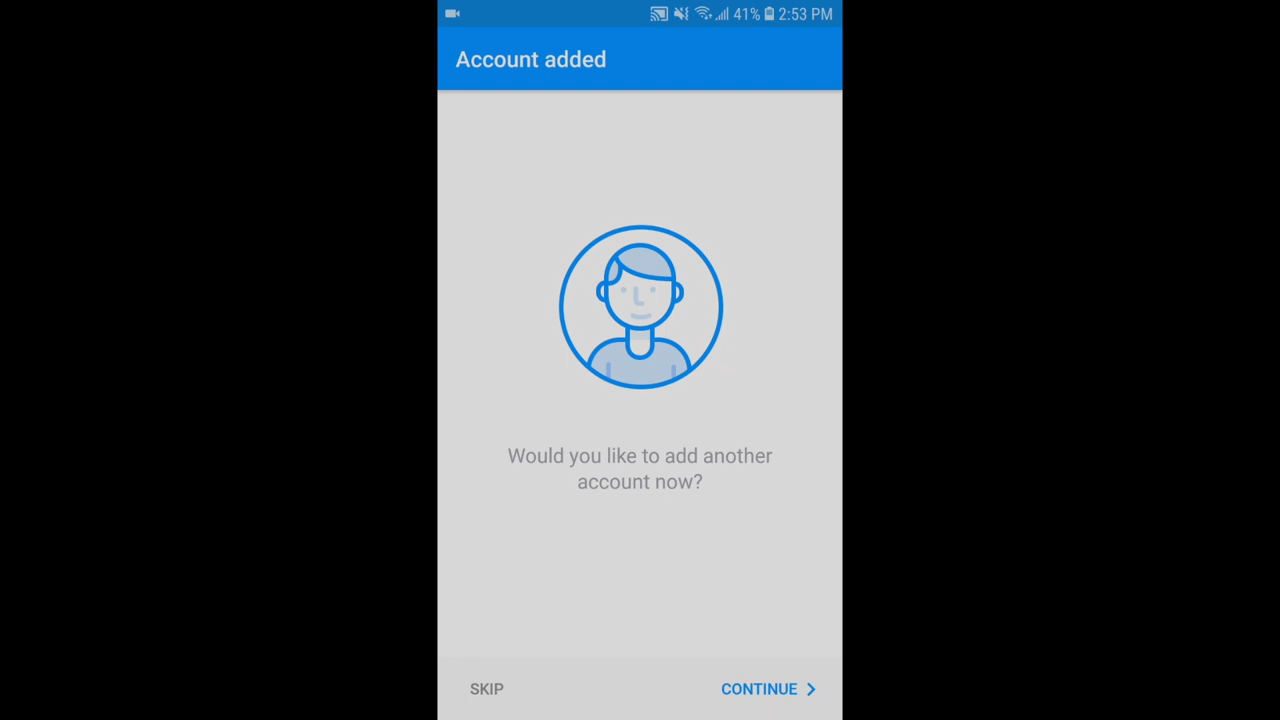 41% 2:53 PM
Account added
Would you like to add another
account now?
SKIP
CONTINUE